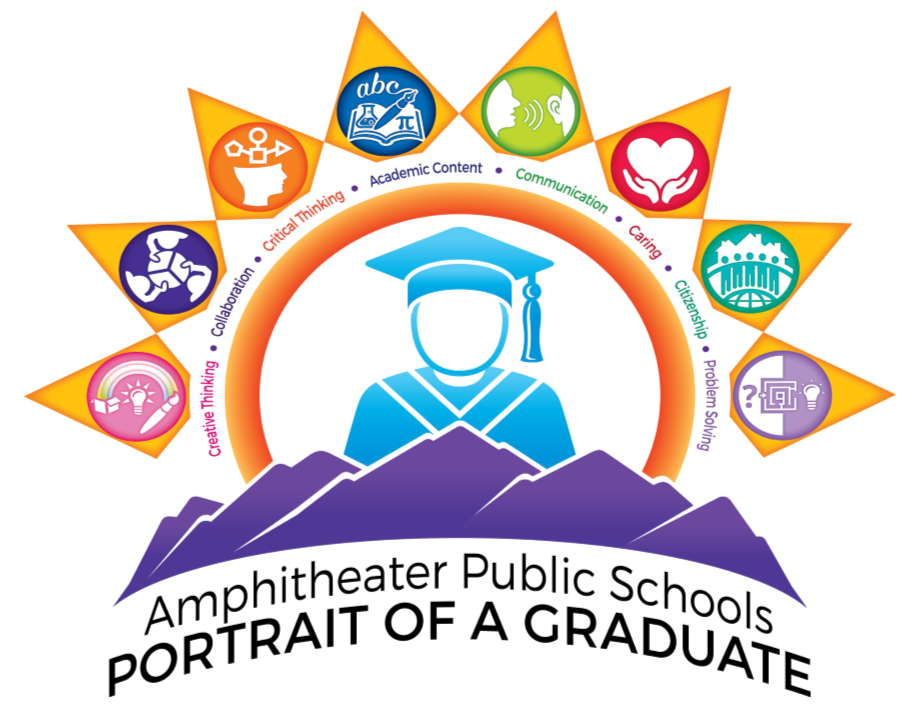 abc
π
Creative Thinking • Collaboration • Critical Thinking • Academic Content • Communication • Caring • Citizenship • Problem Solving
?
Amphitheater Public Schools
PORTRAIT OF A GRADUATE